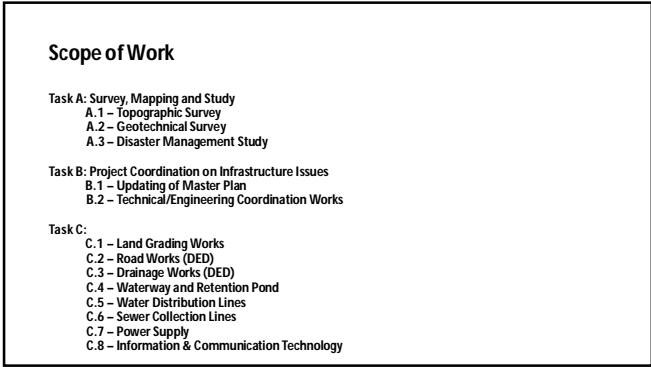 Scope of Work
Task A: Survey, Mapping and Study
A.1 – Topographic Survey
A.2 – Geotechnical Survey
A.3 – Disaster Management Study
Task B: Project Coordination on Infrastructure Issues
B.1 – Updating of Master Plan
B.2 – Technical/Engineering Coordination Works
Task C:
C.1 – Land Grading Works
C.2 – Road Works (DED)
C.3 – Drainage Works (DED)
C.4 – Waterway and Retention Pond
C.5 – Water Distribution Lines
C.6 – Sewer Collection Lines
C.7 – Power Supply
C.8 – Information & Communication Technology